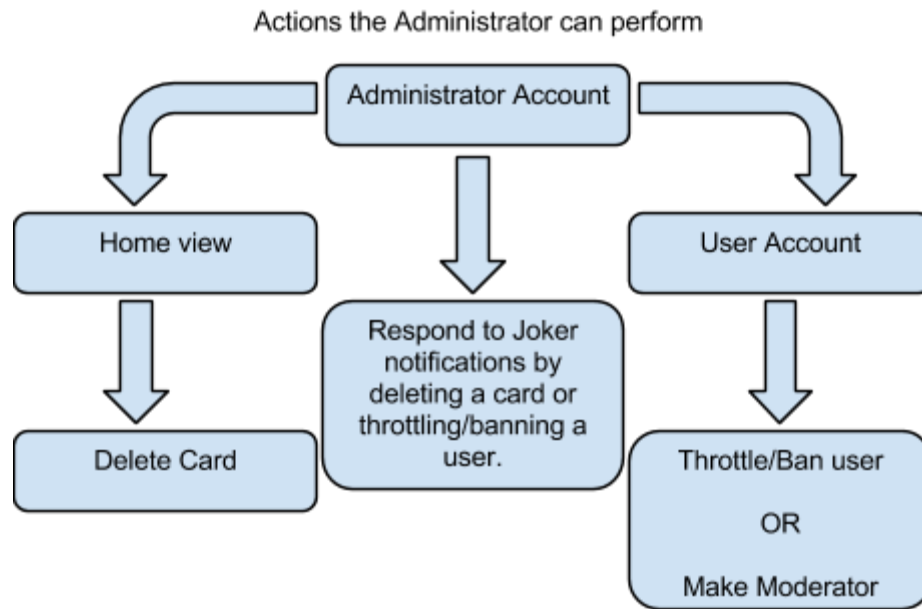 Actions the Administrator can perform
Administrator Account
Home view
User Account
Respond to Joker
notifications by
deleting a card or
throttling/banning a
user.
Delete Card
Throttle/Ban user
OR
Make Moderator